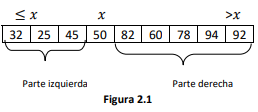 ≤ x x >x
32 25 45 50 82 60 78 94 92
Parte izquierda Parte derecha
Figura 2.1